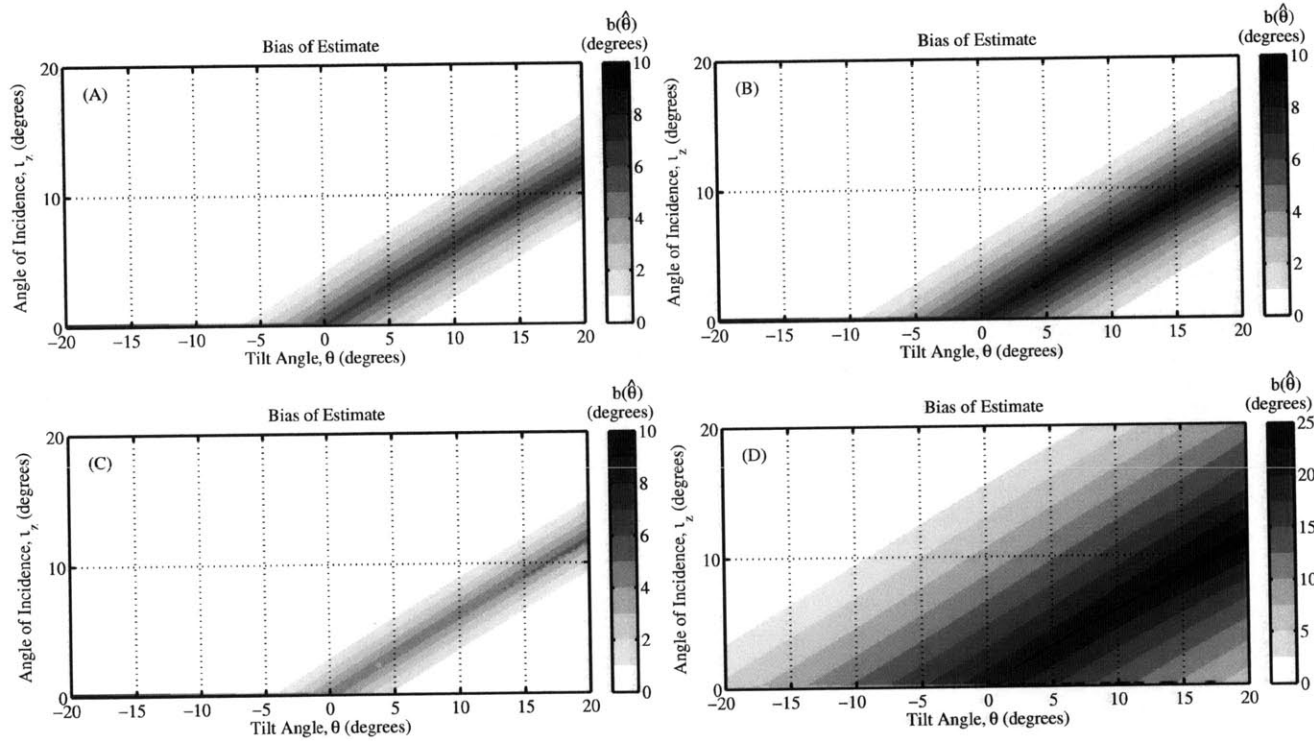 b(θ̂)
(degrees)
Bias of Estimate
(A)
20
10
0
Angle of Incidence, ι_z (degrees)
−20 −15 −10 −5 0 5 10 15 20
Tilt Angle, θ (degrees)
10
8
6
4
2
0
b(θ̂)
(degrees)
Bias of Estimate
(B)
20
10
0
Angle of Incidence, ι_z (degrees)
−20 −15 −10 −5 0 5 10 15 20
Tilt Angle, θ (degrees)
10
8
6
4
2
0
b(θ̂)
(degrees)
Bias of Estimate
(C)
20
10
0
Angle of Incidence, ι_z (degrees)
−20 −15 −10 −5 0 5 10 15 20
Tilt Angle, θ (degrees)
10
8
6
4
2
0
b(θ̂)
(degrees)
Bias of Estimate
(D)
20
10
0
Angle of Incidence, ι_z (degrees)
−20 −15 −10 −5 0 5 10 15 20
Tilt Angle, θ (degrees)
25
20
15
10
5
0